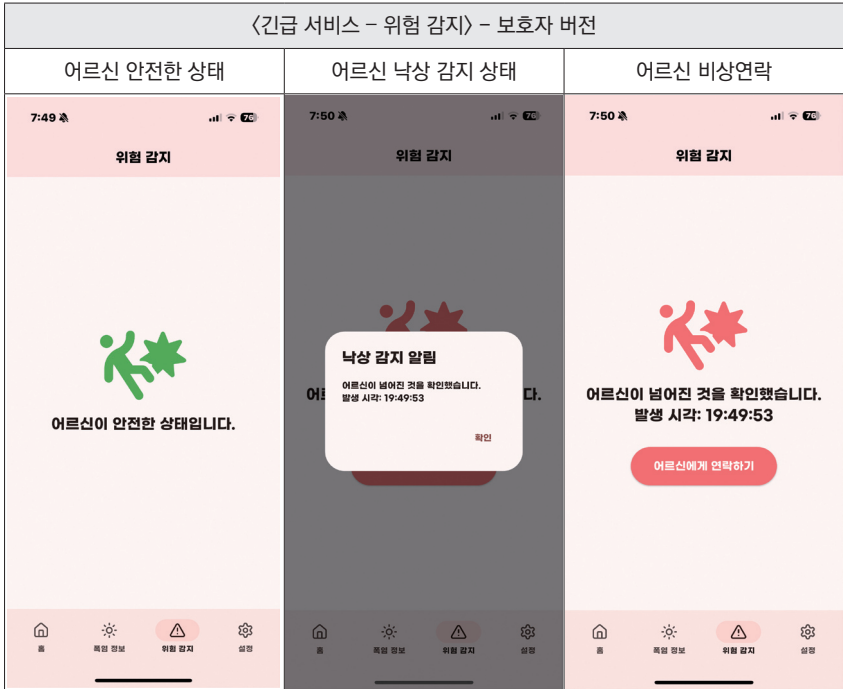 〈긴급 서비스 – 위험 감지〉 – 보호자 버전
어르신 안전한 상태
어르신 낙상 감지 상태
어르신 비상연락
7:49
76
위험 감지
어르신이 안전한 상태입니다.
홈
폭염 정보
위험 감지
설정
7:50
76
위험 감지
어르
다.
낙상 감지 알림
어르신이 넘어진 것을 확인했습니다.
발생 시각: 19:49:53
확인
홈
폭염 정보
위험 감지
설정
7:50
76
위험 감지
어르신이 넘어진 것을 확인했습니다.
발생 시각: 19:49:53
어르신에게 연락하기
홈
폭염 정보
위험 감지
설정